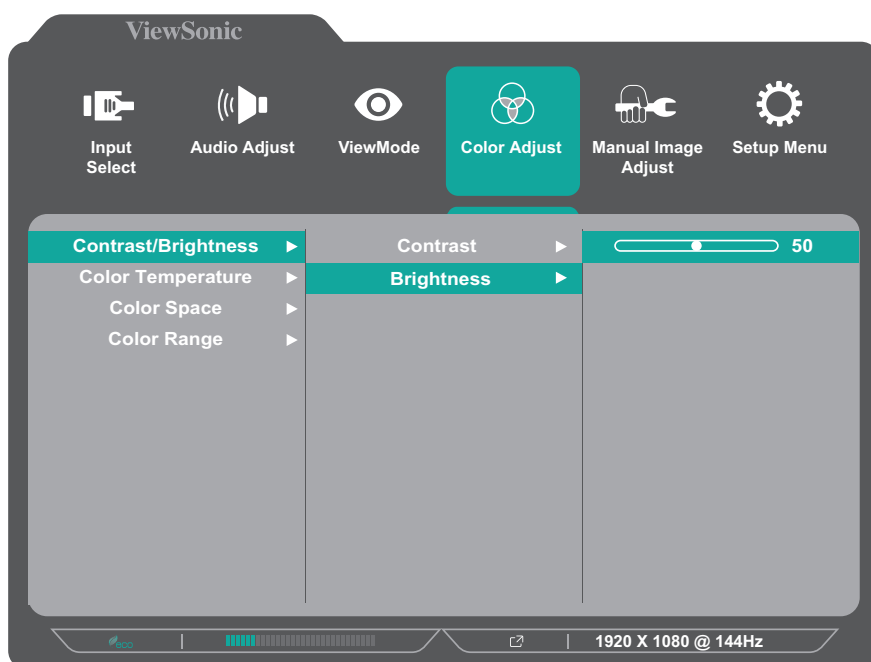 ViewSonic
Input Select
Audio Adjust
ViewMode
Color Adjust
Manual Image Adjust
Setup Menu
Contrast/Brightness
Contrast
50
Color Temperature
Brightness
Color Space
Color Range
eco
1920 X 1080 @ 144Hz